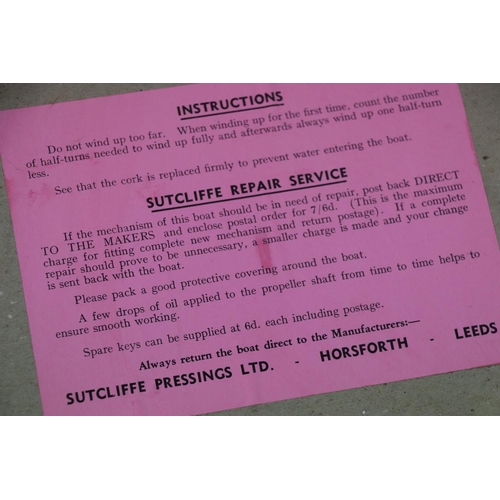 INSTRUCTIONS
Do not wind up too far. When winding up for the first time, count the number
of half-turns needed to wind up fully and afterwards always wind up one half-turn
less.
See that the cork is replaced firmly to prevent water entering the boat.
SUTCLIFFE REPAIR SERVICE
If the mechanism of this boat should be in need of repair, post back DIRECT
TO THE MAKERS and enclose postal order for 7/6d. (This is the maximum
charge for fitting complete new mechanism and return postage). If a complete
repair should prove to be unnecessary, a smaller charge is made and your change
is sent back with the boat.
Please pack a good protective covering around the boat.
A few drops of oil applied to the propeller shaft from time to time helps to
ensure smooth working.
Spare keys can be supplied at 6d. each including postage.
Always return the boat direct to the Manufacturers:—
SUTCLIFFE PRESSINGS LTD. - HORSFORTH - LEEDS